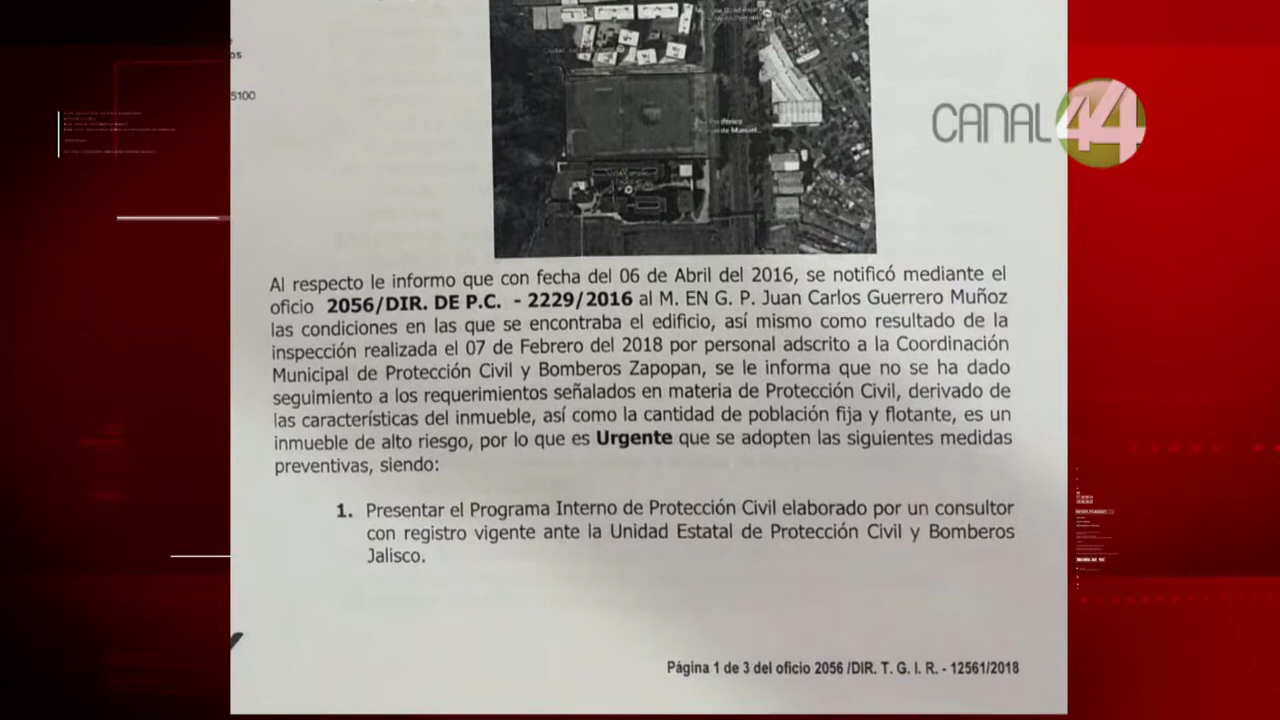 os
5100
CANAL 44
Al respecto le informo que con fecha del 06 de Abril del 2016, se notificó mediante el
oficio 2056/DIR. DE P.C. - 2229/2016 al M. EN G. P. Juan Carlos Guerrero Muñoz
las condiciones en las que se encontraba el edificio, así mismo como resultado de la
inspección realizada el 07 de Febrero del 2018 por personal adscrito a la Coordinación
Municipal de Protección Civil y Bomberos Zapopan, se le informa que no se ha dado
seguimiento a los requerimientos señalados en materia de Protección Civil, derivado de
las características del inmueble, así como la cantidad de población fija y flotante, es un
inmueble de alto riesgo, por lo que es Urgente que se adopten las siguientes medidas
preventivas, siendo:
1. Presentar el Programa Interno de Protección Civil elaborado por un consultor
con registro vigente ante la Unidad Estatal de Protección Civil y Bomberos
Jalisco.
Página 1 de 3 del oficio 2056 /DIR. T. G. I. R. - 12561/2018